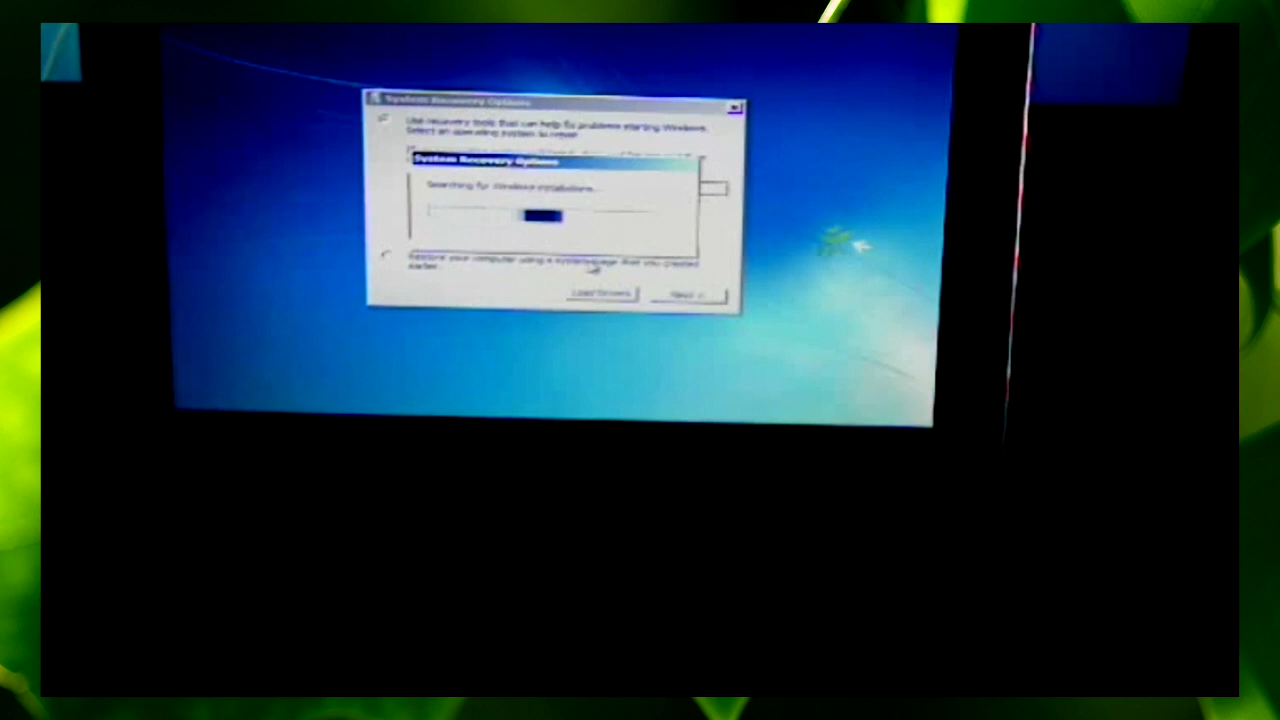 System Recovery Options
Use recovery tools that can help fix problems starting Windows.
Select an operating system to repair.
System Recovery Options
Searching for Windows installations...
Restore your computer using a system image that you created
earlier.
Load Drivers
Next >